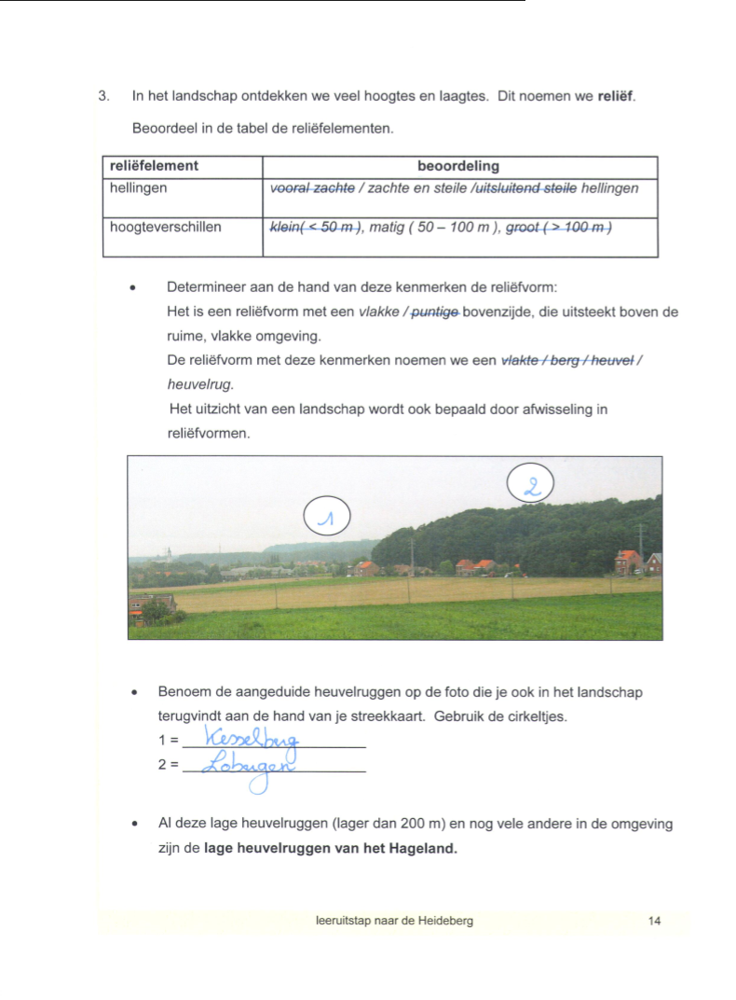 3. In het landschap ontdekken we veel hoogtes en laagtes. Dit noemen we reliëf.
Beoordeel in de tabel de reliëfelementen.
reliëfelement beoordeling
hellingen vooral zachte / zachte en steile /uitsluitend steile hellingen
hoogteverschillen klein( < 50 m ), matig ( 50 – 100 m ), groot ( > 100 m )
• Determineer aan de hand van deze kenmerken de reliëfvorm:
Het is een reliëfvorm met een vlakke / puntige bovenzijde, die uitsteekt boven de
ruime, vlakke omgeving.
De reliëfvorm met deze kenmerken noemen we een vlakte / berg / heuvel /
heuvelrug.
Het uitzicht van een landschap wordt ook bepaald door afwisseling in
reliëfvormen.
1
2
• Benoem de aangeduide heuvelruggen op de foto die je ook in het landschap
terugvindt aan de hand van je streekkaart. Gebruik de cirkeltjes.
1 = Kesselberg
2 = Lobergen
• Al deze lage heuvelruggen (lager dan 200 m) en nog vele andere in de omgeving
zijn de lage heuvelruggen van het Hageland.
leeruitstap naar de Heideberg 14